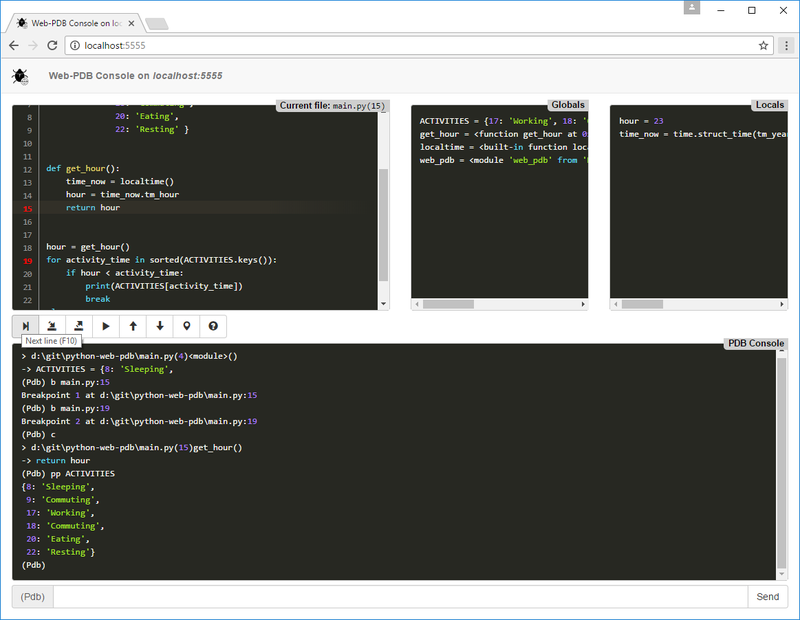 Web-PDB Console on loc
localhost:5555
Web-PDB Console on localhost:5555
Current file: main.py(15)
8 20: 'Eating',
9 22: 'Resting' }
10
11
12 def get_hour():
13 time_now = localtime()
14 hour = time_now.tm_hour
15 return hour
16
17
18 hour = get_hour()
19 for activity_time in sorted(ACTIVITIES.keys()):
20 if hour < activity_time:
21 print(ACTIVITIES[activity_time])
22 break
Globals
ACTIVITIES = {17: 'Working', 18: '
get_hour = <function get_hour at 0
localtime = <built-in function loc
web_pdb = <module 'web_pdb' from '
Locals
hour = 23
time_now = time.struct_time(tm_yea
Next line (F10)
PDB Console
> d:\git\python-web-pdb\main.py(4)<module>()
-> ACTIVITIES = {8: 'Sleeping',
(Pdb) b main.py:15
Breakpoint 1 at d:\git\python-web-pdb\main.py:15
(Pdb) b main.py:19
Breakpoint 2 at d:\git\python-web-pdb\main.py:19
(Pdb) c
> d:\git\python-web-pdb\main.py(15)get_hour()
-> return hour
(Pdb) pp ACTIVITIES
{8: 'Sleeping',
9: 'Commuting',
17: 'Working',
18: 'Commuting',
20: 'Eating',
22: 'Resting'}
(Pdb)
(Pdb)
Send